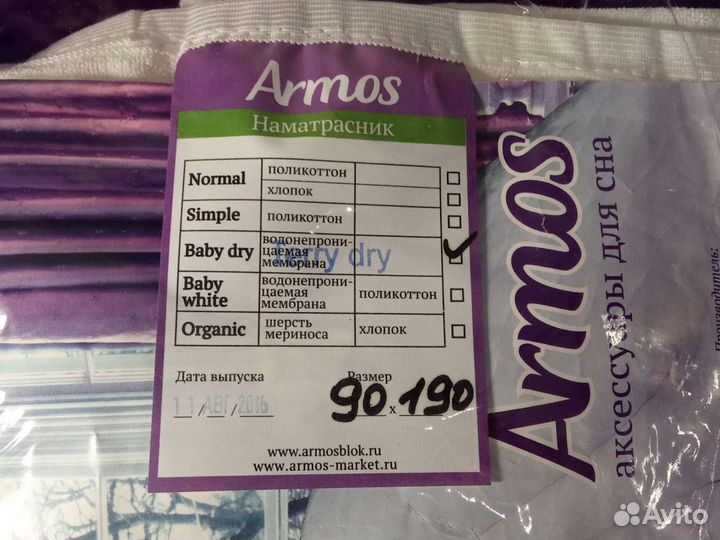 Armos
Наматрасник
Normal
поликоттон
хлопок
Simple
поликоттон
Baby dry
водонепрони-
цаемая
мембрана
Terry dry
Baby
white
водонепрони-
цаемая
мембрана
поликоттон
Organic
шерсть
мериноса
хлопок
Дата выпуска
Размер
11/АВГ/2016
90 x 190
www.armosblok.ru
www.armos-market.ru
Armos
аксессуары для сна
Производитель:
Avito